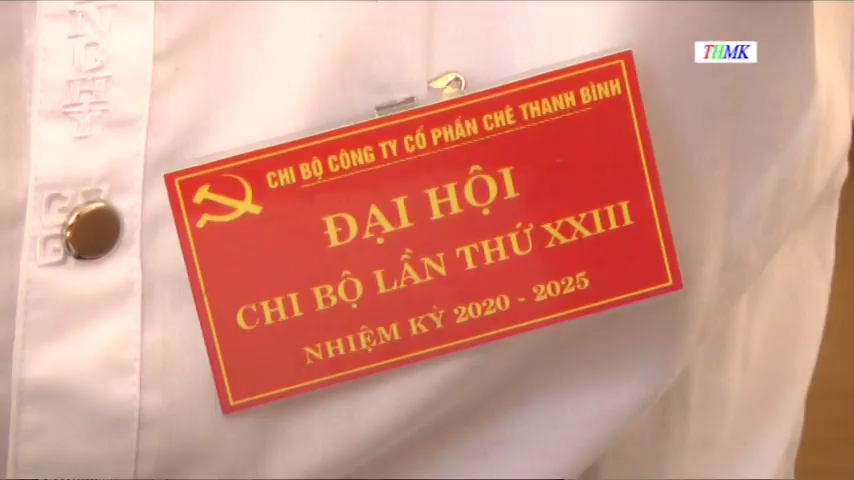 THMK
CHI BỘ CÔNG TY CỔ PHẦN CHÈ THANH BÌNH
ĐẠI HỘI
CHI BỘ LẦN THỨ XXIII
NHIỆM KỲ 2020 - 2025